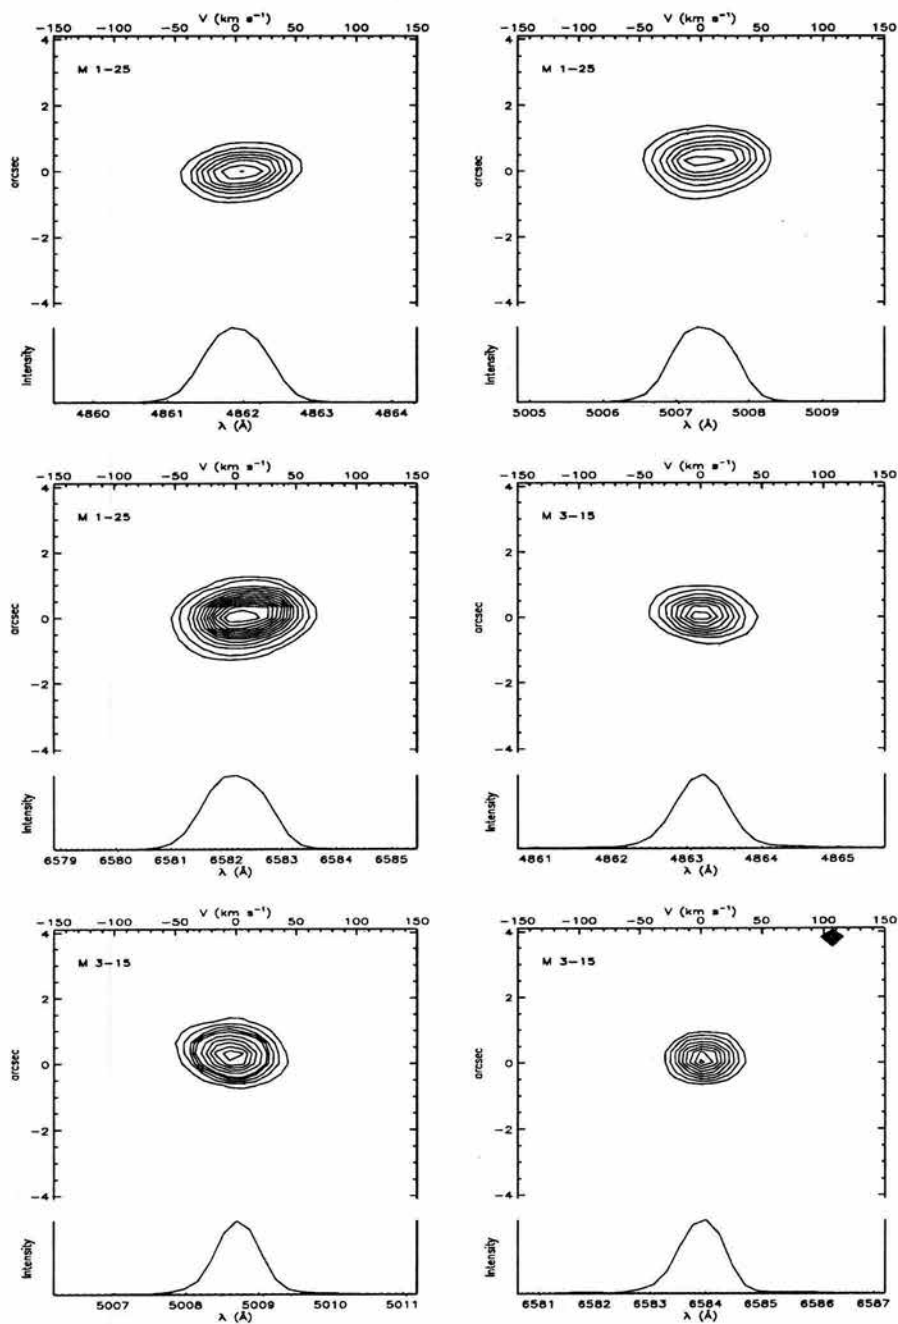 V (km s⁻¹) V (km s⁻¹)
-150 -100 -50 0 50 100 150 -150 -100 -50 0 50 100 150
4 4
M 1-25 M 1-25
2 2
arcsec 0 arcsec 0
-2 -2
-4 -4
Intensity Intensity
4860 4861 4862 4863 4864 5005 5006 5007 5008 5009
λ (Å) λ (Å)
V (km s⁻¹) V (km s⁻¹)
-150 -100 -50 0 50 100 150 -150 -100 -50 0 50 100 150
4 4
M 1-25 M 3-15
2 2
arcsec 0 arcsec 0
-2 -2
-4 -4
Intensity Intensity
6579 6580 6581 6582 6583 6584 6585 4861 4862 4863 4864 4865
λ (Å) λ (Å)
V (km s⁻¹) V (km s⁻¹)
-150 -100 -50 0 50 100 150 -150 -100 -50 0 50 100 150
4 4
M 3-15 M 3-15
2 2
arcsec 0 arcsec 0
-2 -2
-4 -4
Intensity Intensity
5007 5008 5009 5010 5011 6581 6582 6583 6584 6585 6586 6587
λ (Å) λ (Å)